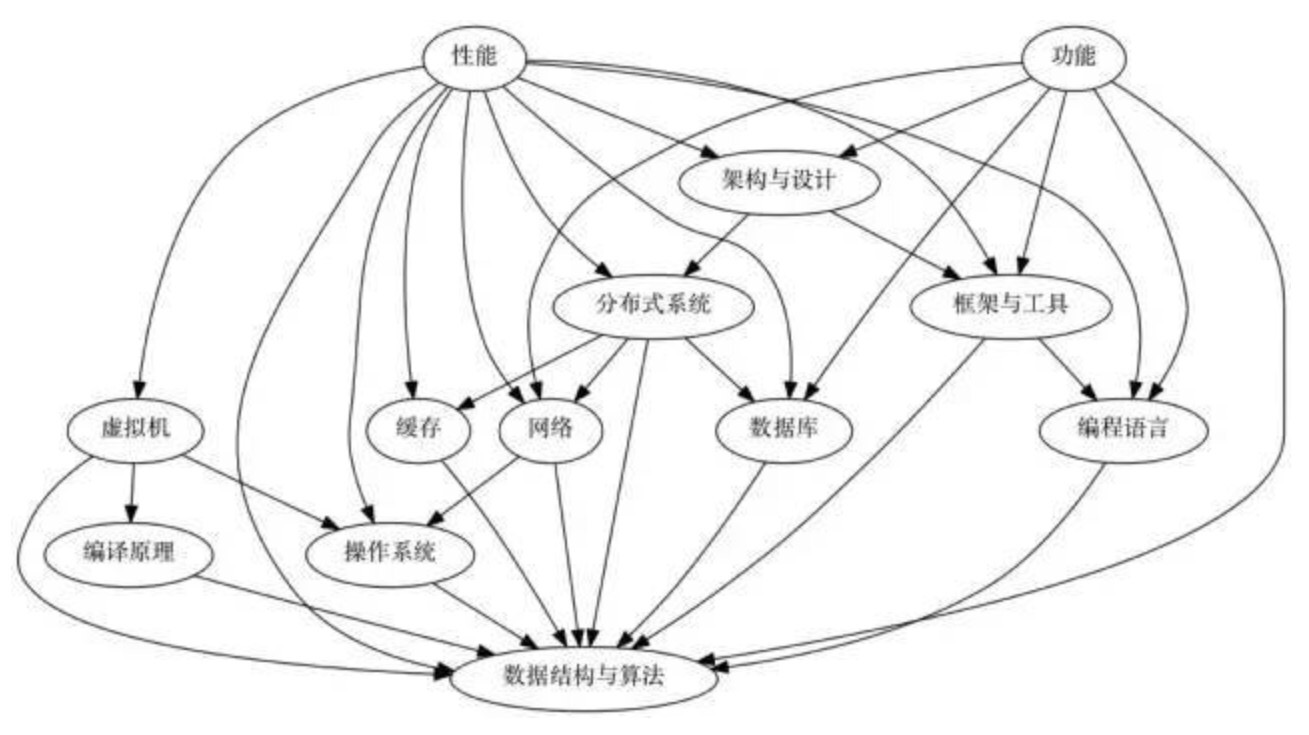 性能
功能
架构与设计
分布式系统
框架与工具
虚拟机
缓存
网络
数据库
编程语言
编译原理
操作系统
数据结构与算法